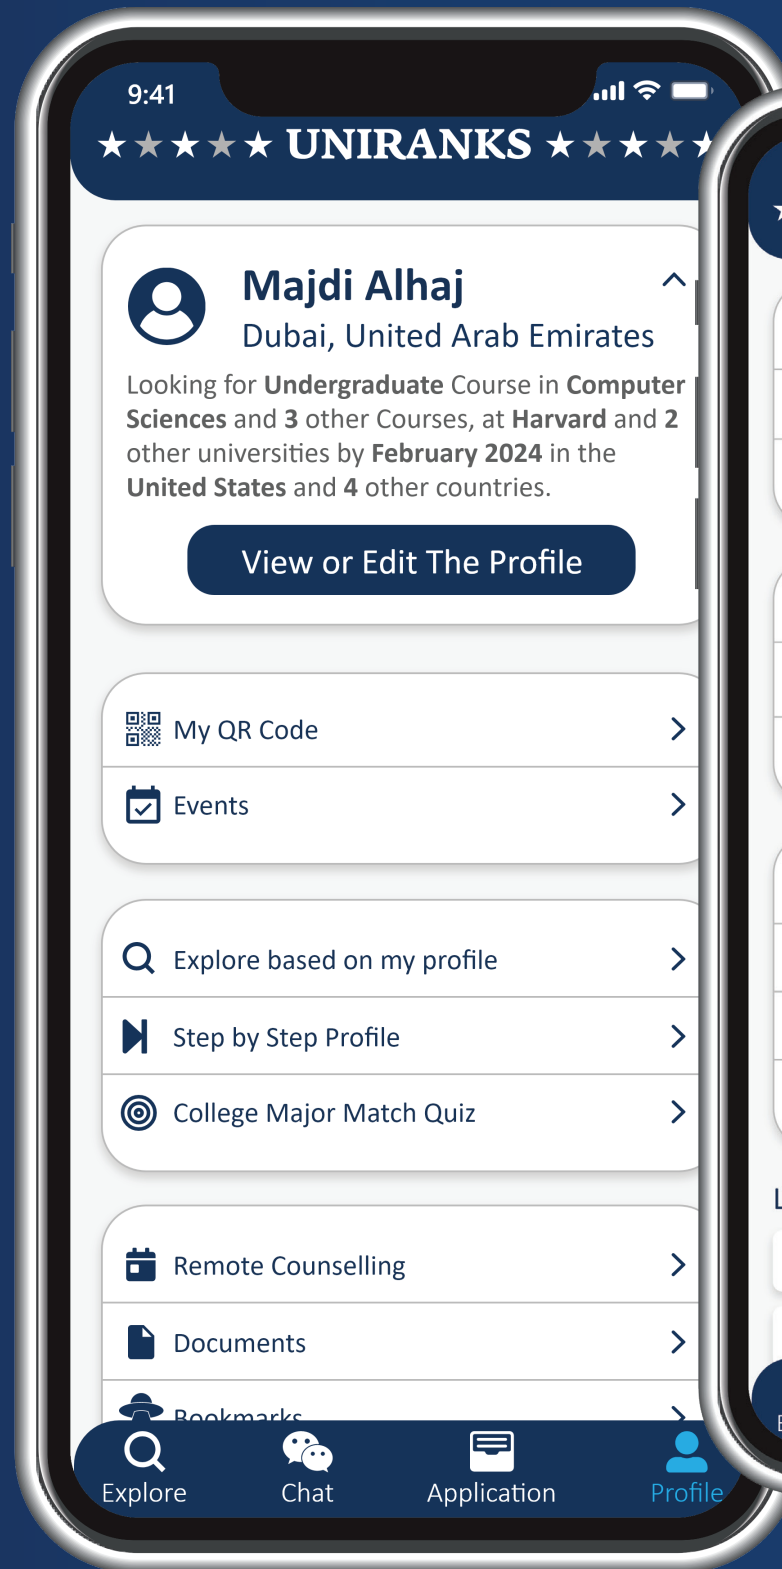 9:41
UNIRANKS
Majdi Alhaj
Dubai, United Arab Emirates
Looking for Undergraduate Course in Computer
Sciences and 3 other Courses, at Harvard and 2
other universities by February 2024 in the
United States and 4 other countries.
View or Edit The Profile
My QR Code
Events
Explore based on my profile
Step by Step Profile
College Major Match Quiz
Remote Counselling
Documents
Bookmarks
Explore
Chat
Application
Profile